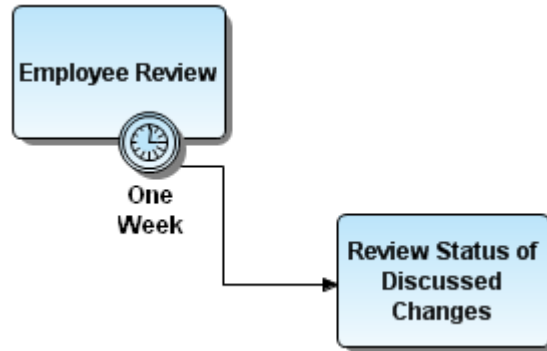 Employee Review
One
Week
Review Status of
Discussed
Changes